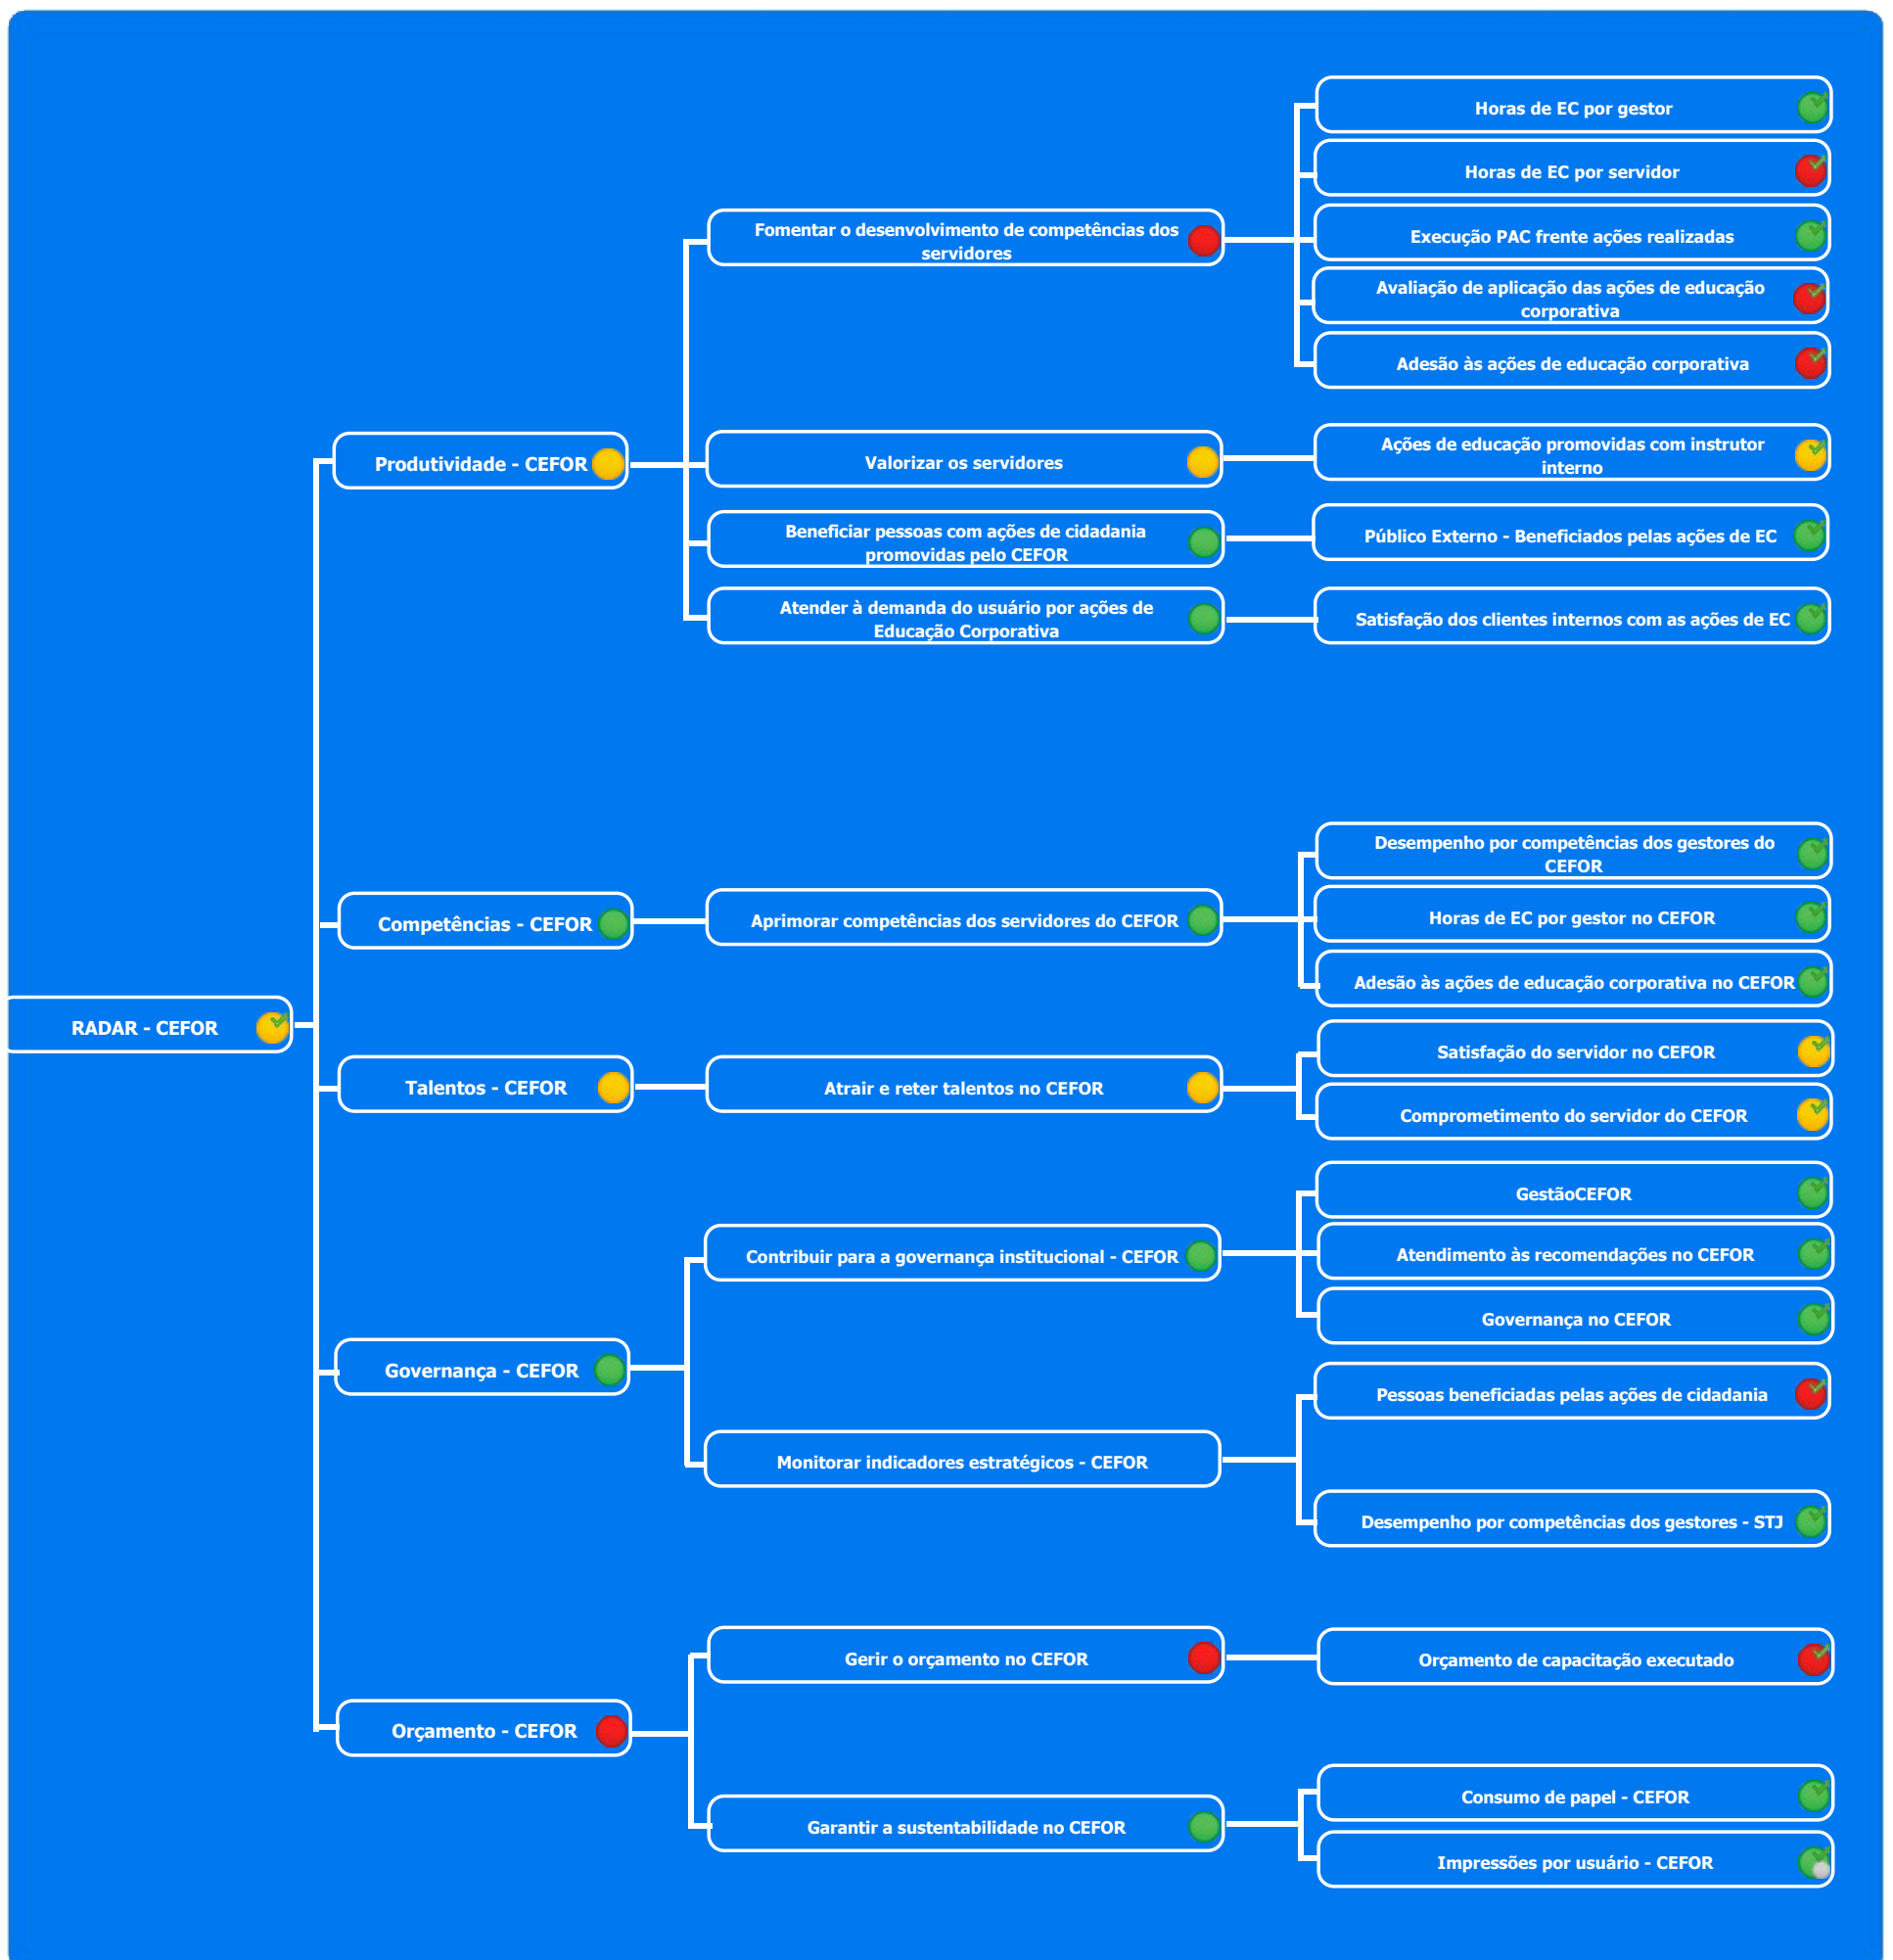 Horas de EC por gestor
Horas de EC por servidor
Fomentar o desenvolvimento de competências dos
servidores
Execução PAC frente ações realizadas
Avaliação de aplicação das ações de educação
corporativa
Adesão às ações de educação corporativa
Produtividade - CEFOR
Valorizar os servidores
Ações de educação promovidas com instrutor
interno
Beneficiar pessoas com ações de cidadania
promovidas pelo CEFOR
Público Externo - Beneficiados pelas ações de EC
Atender à demanda do usuário por ações de
Educação Corporativa
Satisfação dos clientes internos com as ações de EC
Desempenho por competências dos gestores do
CEFOR
Competências - CEFOR
Aprimorar competências dos servidores do CEFOR
Horas de EC por gestor no CEFOR
Adesão às ações de educação corporativa no CEFOR
RADAR - CEFOR
Satisfação do servidor no CEFOR
Talentos - CEFOR
Atrair e reter talentos no CEFOR
Comprometimento do servidor do CEFOR
GestãoCEFOR
Contribuir para a governança institucional - CEFOR
Atendimento às recomendações no CEFOR
Governança no CEFOR
Governança - CEFOR
Pessoas beneficiadas pelas ações de cidadania
Monitorar indicadores estratégicos - CEFOR
Desempenho por competências dos gestores - STJ
Gerir o orçamento no CEFOR
Orçamento de capacitação executado
Orçamento - CEFOR
Consumo de papel - CEFOR
Garantir a sustentabilidade no CEFOR
Impressões por usuário - CEFOR